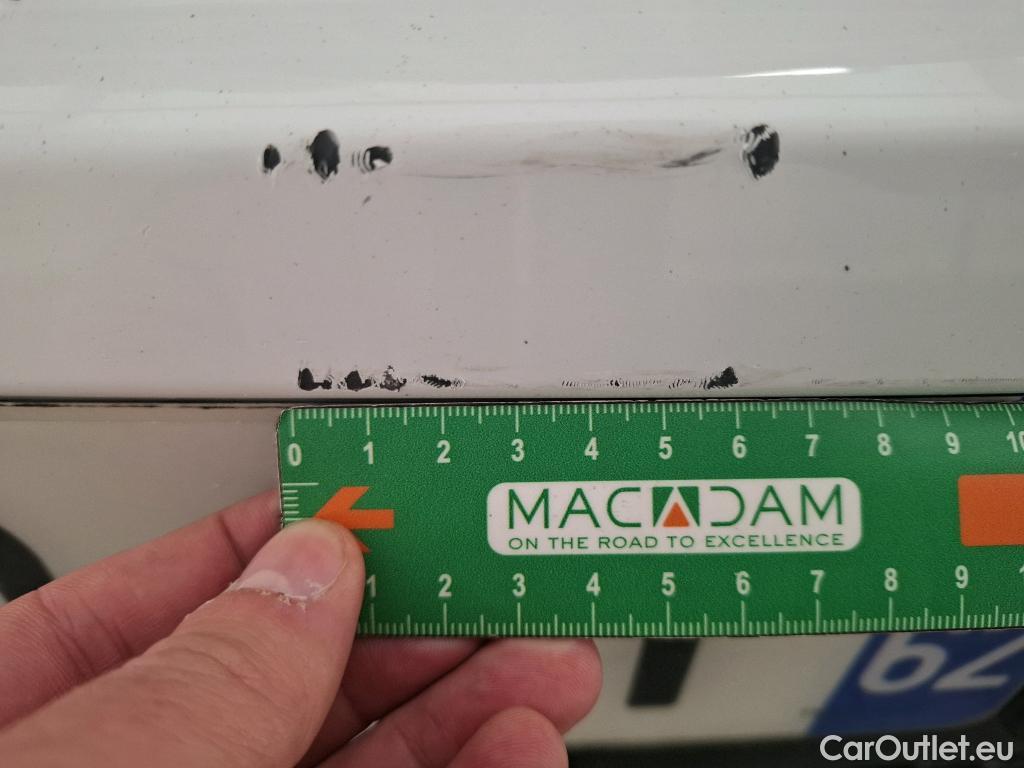 0 1 2 3 4 5 6 7 8 9 10
MACADAM
ON THE ROAD TO EXCELLENCE
1 2 3 4 5 6 7 8 9
79
CarOutlet.eu